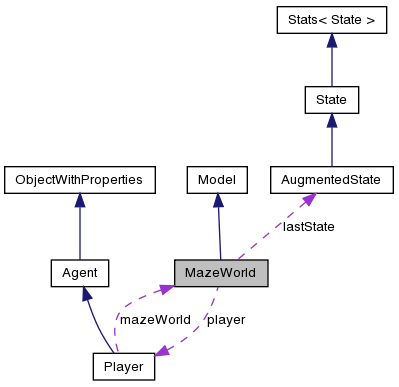 Stats< State >
State
ObjectWithProperties
Model
AugmentedState
lastState
Agent
MazeWorld
mazeWorld
player
Player